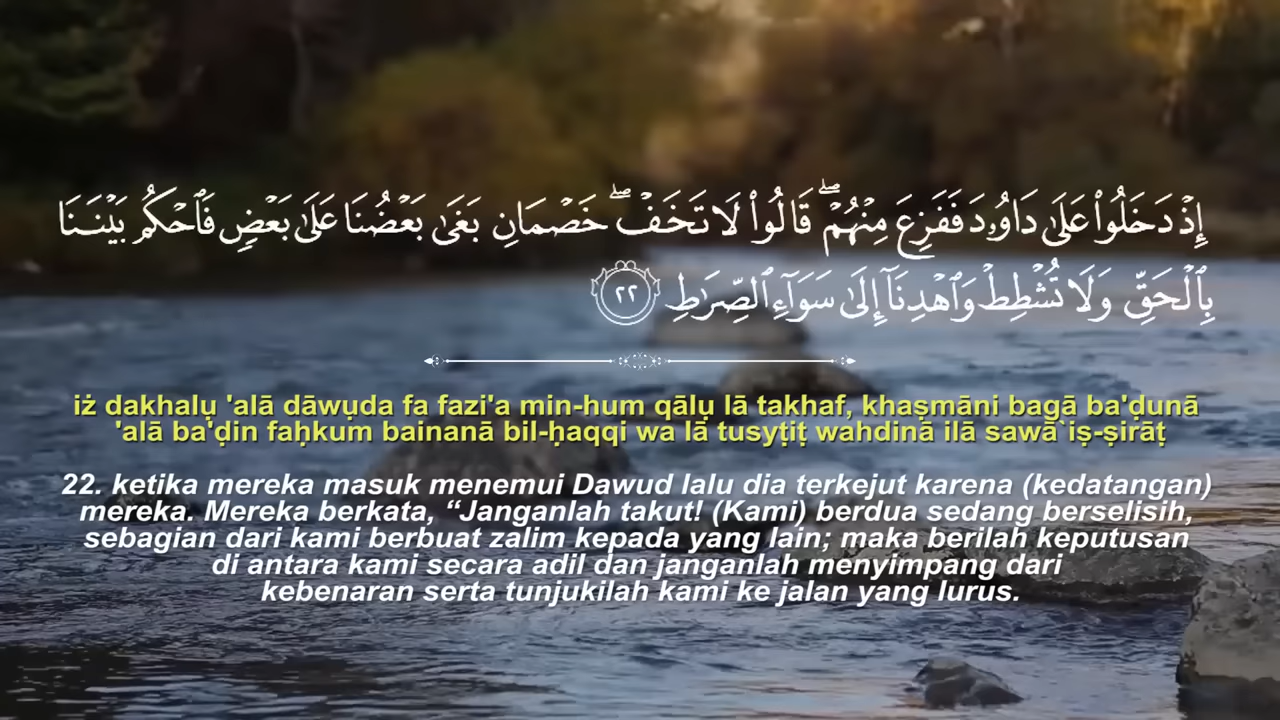 إِذْ دَخَلُوا۟ عَلَىٰ دَاوُۥدَ فَفَزِعَ مِنْهُمْ ۖ قَالُوا۟ لَا تَخَفْ ۖ خَصْمَانِ بَغَىٰ بَعْضُنَا عَلَىٰ بَعْضٍ فَٱحْكُم بَيْنَنَا
بِٱلْحَقِّ وَلَا تُشْطِطْ وَٱهْدِنَآ إِلَىٰ سَوَآءِ ٱلصِّرَٰطِ ٢٢
iż dakhalụ 'alā dāwụda fa fazi'a min-hum qālụ lā takhaf, khaṣmāni bagā ba'ḍunā
'alā ba'ḍin faḥkum bainanā bil-ḥaqqi wa lā tusyṭiṭ wahdinā ilā sawā`iṣ-ṣirāṭ
22. ketika mereka masuk menemui Dawud lalu dia terkejut karena (kedatangan)
mereka. Mereka berkata, “Janganlah takut! (Kami) berdua sedang berselisih,
sebagian dari kami berbuat zalim kepada yang lain; maka berilah keputusan
di antara kami secara adil dan janganlah menyimpang dari
kebenaran serta tunjukilah kami ke jalan yang lurus.